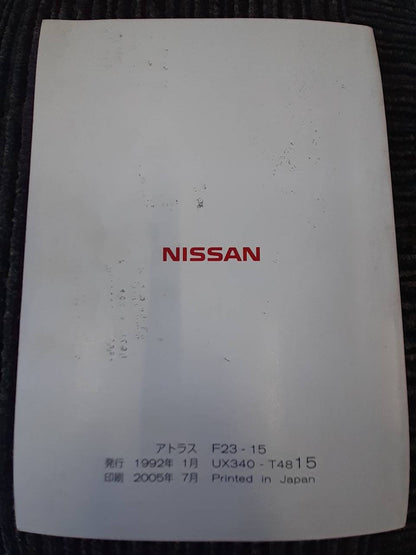 NISSAN
アトラス F23 - 15
発行 1992年 1月 UX340 - T4815
印刷 2005年 7月 Printed in Japan